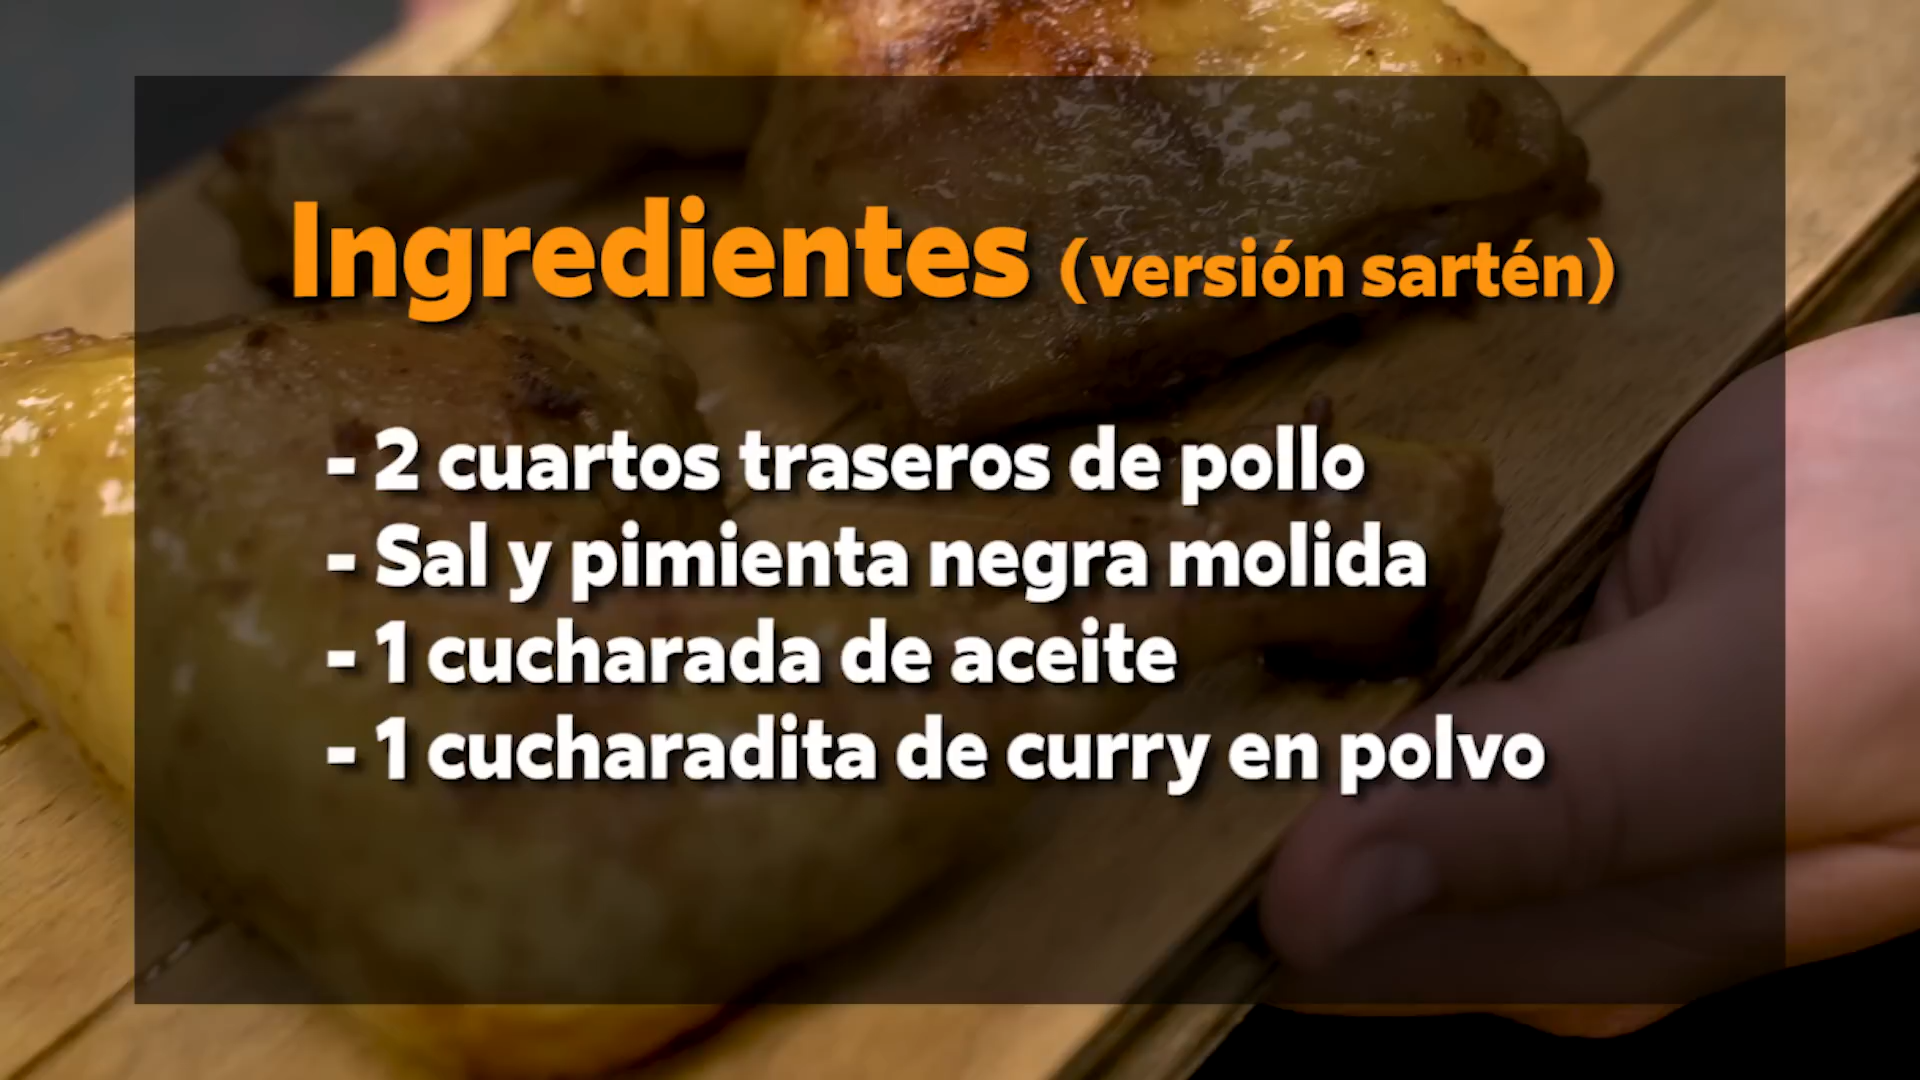 Ingredientes (versión sartén)
- 2 cuartos traseros de pollo
- Sal y pimienta negra molida
- 1 cucharada de aceite
- 1 cucharadita de curry en polvo